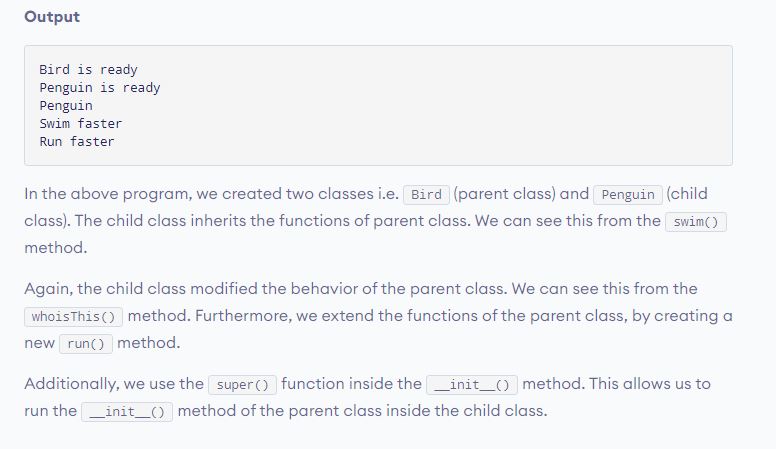 Output
Bird is ready
Penguin is ready
Penguin
Swim faster
Run faster
In the above program, we created two classes i.e. Bird (parent class) and Penguin (child
class). The child class inherits the functions of parent class. We can see this from the swim()
method.
Again, the child class modified the behavior of the parent class. We can see this from the
whoisThis() method. Furthermore, we extend the functions of the parent class, by creating a
new run() method.
Additionally, we use the super() function inside the __init__() method. This allows us to
run the __init__() method of the parent class inside the child class.